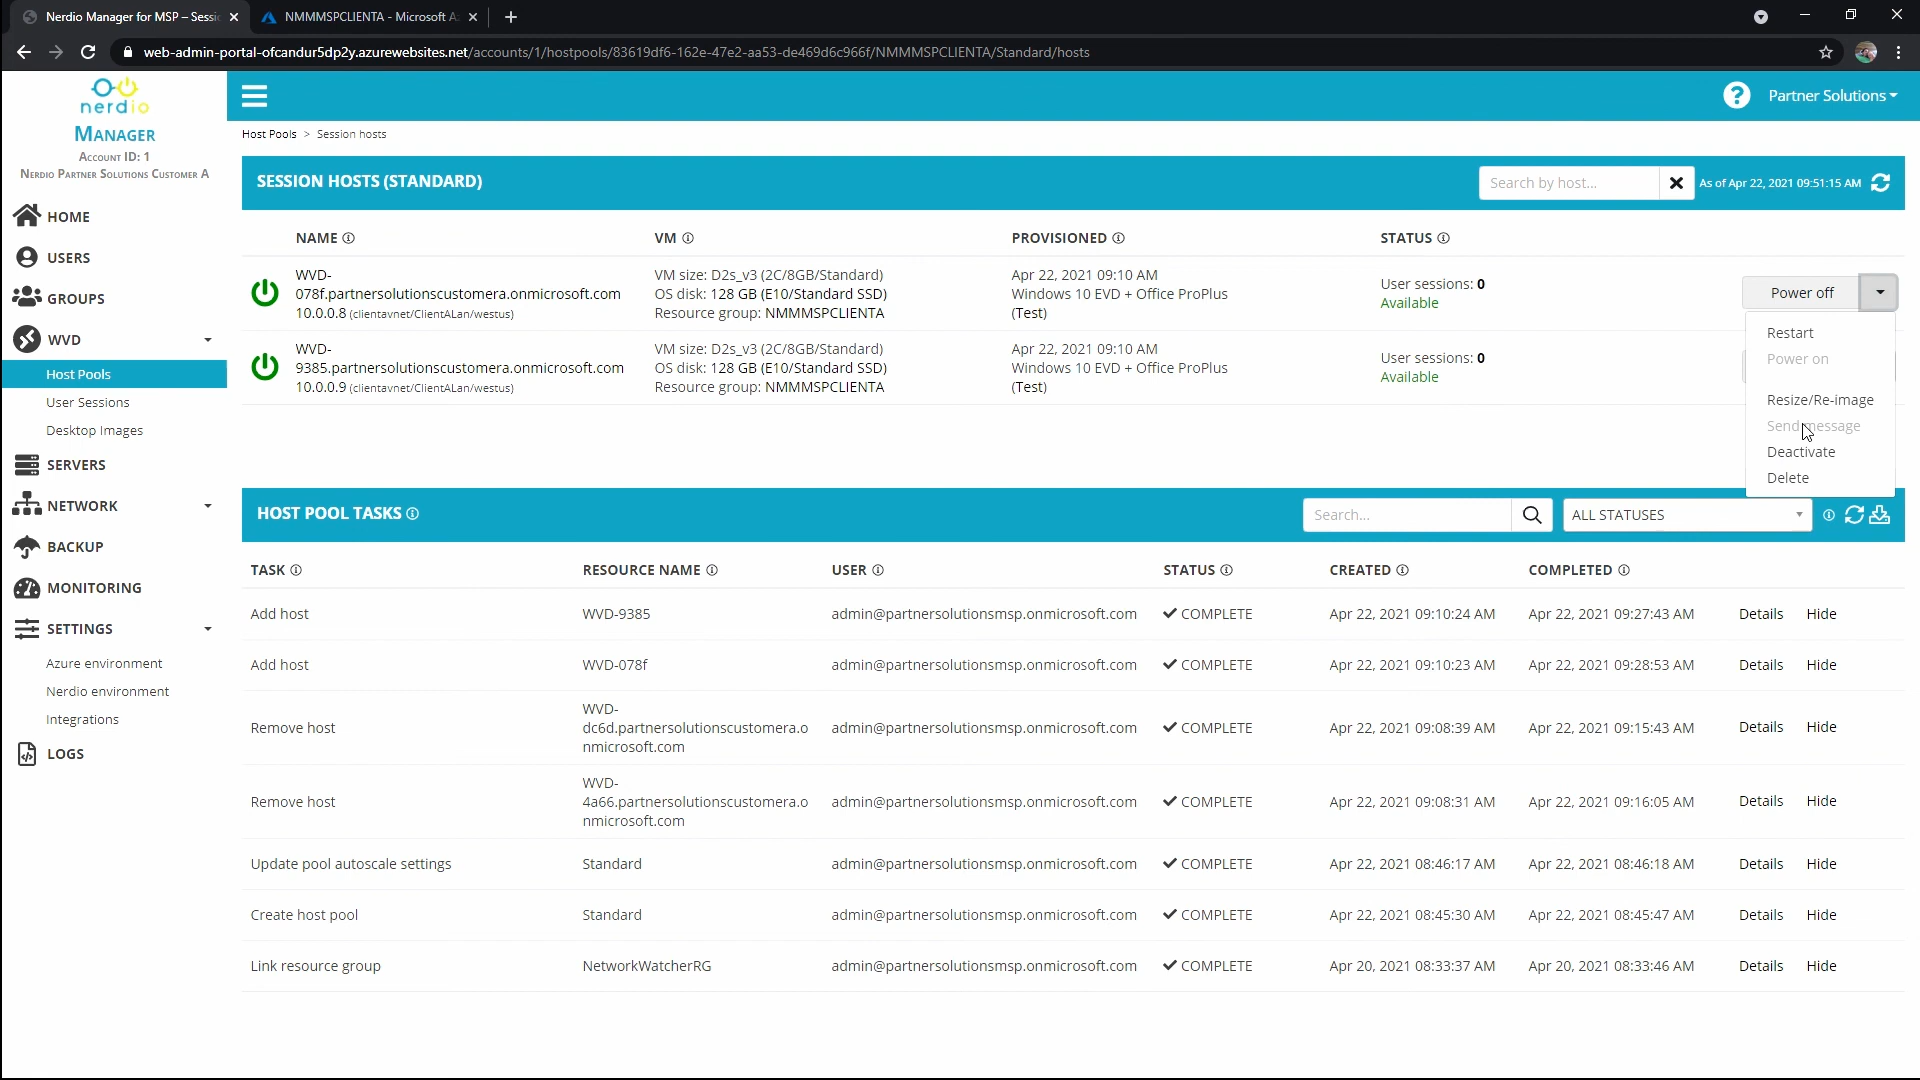 Nerdio Manager for MSP – Sessi
NMMMSPCLIENTA - Microsoft A
web-admin-portal-ofcandur5dp2y.azurewebsites.net/accounts/1/hostpools/83619df6-162e-47e2-aa53-de469d6c966f/NMMMSPCLIENTA/Standard/hosts
nerdio
MANAGER
ACCOUNT ID: 1
NERDIO PARTNER SOLUTIONS CUSTOMER A
? Partner Solutions
HOME
USERS
GROUPS
WVD
Host Pools
User Sessions
Desktop Images
SERVERS
NETWORK
BACKUP
MONITORING
SETTINGS
Azure environment
Nerdio environment
Integrations
LOGS
Host Pools > Session hosts
SESSION HOSTS (STANDARD)
Search by host...
As of Apr 22, 2021 09:51:15 AM
NAME VM PROVISIONED STATUS
WVD-
078f.partnersolutionscustomera.onmicrosoft.com
10.0.0.8 (clientavnet/ClientALan/westus)
VM size: D2s_v3 (2C/8GB/Standard)
OS disk: 128 GB (E10/Standard SSD)
Resource group: NMMMSPCLIENTA
Apr 22, 2021 09:10 AM
Windows 10 EVD + Office ProPlus
(Test)
User sessions: 0
Available
Power off
WVD-
9385.partnersolutionscustomera.onmicrosoft.com
10.0.0.9 (clientavnet/ClientALan/westus)
VM size: D2s_v3 (2C/8GB/Standard)
OS disk: 128 GB (E10/Standard SSD)
Resource group: NMMMSPCLIENTA
Apr 22, 2021 09:10 AM
Windows 10 EVD + Office ProPlus
(Test)
User sessions: 0
Available
Restart
Power on
Resize/Re-image
Send message
Deactivate
Delete
HOST POOL TASKS
Search...
ALL STATUSES
TASK RESOURCE NAME USER STATUS CREATED COMPLETED
Add host WVD-9385 admin@partnersolutionsmsp.onmicrosoft.com COMPLETE Apr 22, 2021 09:10:24 AM Apr 22, 2021 09:27:43 AM Details Hide
Add host WVD-078f admin@partnersolutionsmsp.onmicrosoft.com COMPLETE Apr 22, 2021 09:10:23 AM Apr 22, 2021 09:28:53 AM Details Hide
WVD-
Remove host dc6d.partnersolutionscustomera.o admin@partnersolutionsmsp.onmicrosoft.com COMPLETE Apr 22, 2021 09:08:39 AM Apr 22, 2021 09:15:43 AM Details Hide
nmicrosoft.com
WVD-
Remove host 4a66.partnersolutionscustomera.o admin@partnersolutionsmsp.onmicrosoft.com COMPLETE Apr 22, 2021 09:08:31 AM Apr 22, 2021 09:16:05 AM Details Hide
nmicrosoft.com
Update pool autoscale settings Standard admin@partnersolutionsmsp.onmicrosoft.com COMPLETE Apr 22, 2021 08:46:17 AM Apr 22, 2021 08:46:18 AM Details Hide
Create host pool Standard admin@partnersolutionsmsp.onmicrosoft.com COMPLETE Apr 22, 2021 08:45:30 AM Apr 22, 2021 08:45:47 AM Details Hide
Link resource group NetworkWatcherRG admin@partnersolutionsmsp.onmicrosoft.com COMPLETE Apr 20, 2021 08:33:37 AM Apr 20, 2021 08:33:46 AM Details Hide